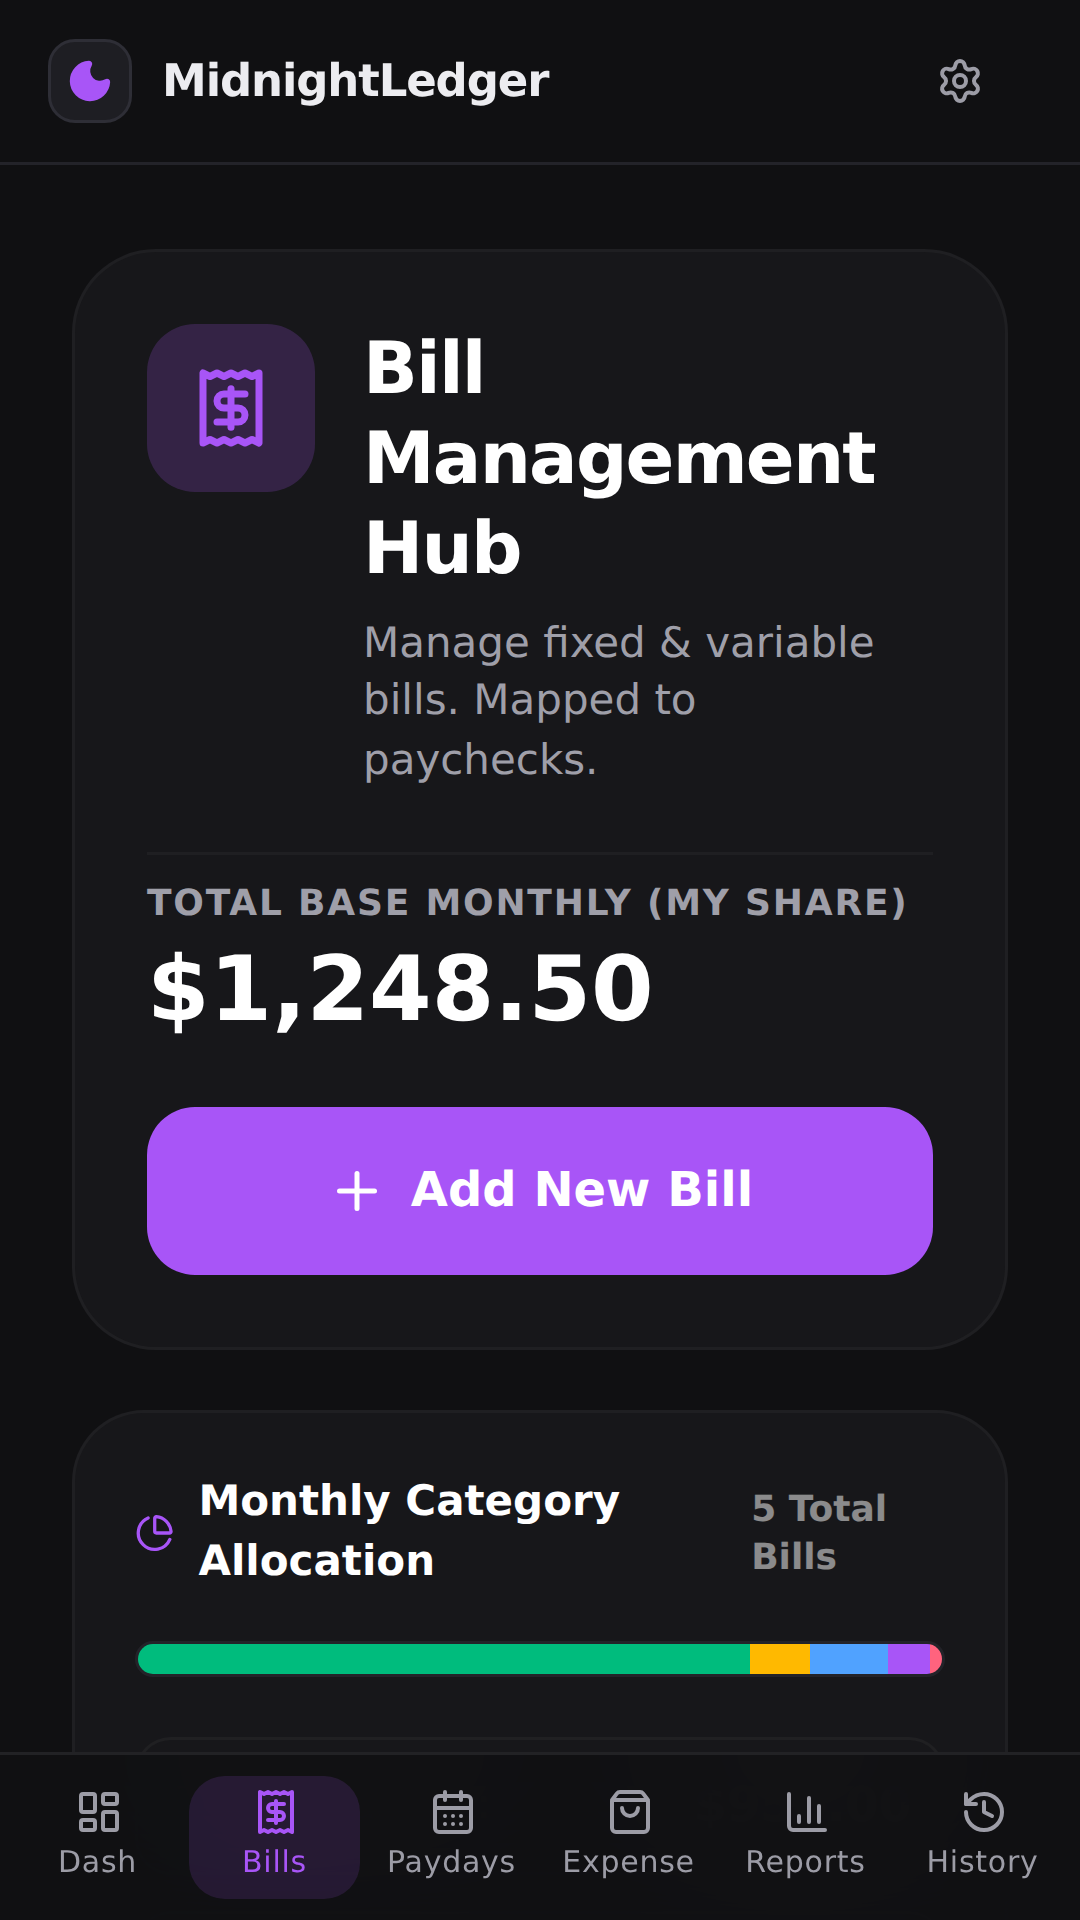 MidnightLedger
Bill
Management
Hub
Manage fixed & variable
bills. Mapped to
paychecks.
TOTAL BASE MONTHLY (MY SHARE)
$1,248.50
Add New Bill
Monthly Category
Allocation
5 Total
Bills
Dash
Bills
Paydays
Expense
Reports
History